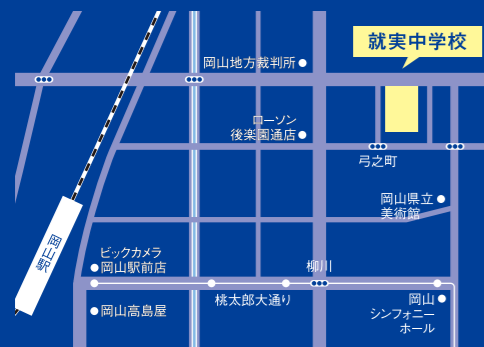 就実中学校
岡山地方裁判所
ローソン
後楽園通店
弓之町
岡山県立
美術館
岡山駅
ビックカメラ
岡山駅前店
柳川
桃太郎大通り
岡山
シンフォニー
ホール
岡山高島屋